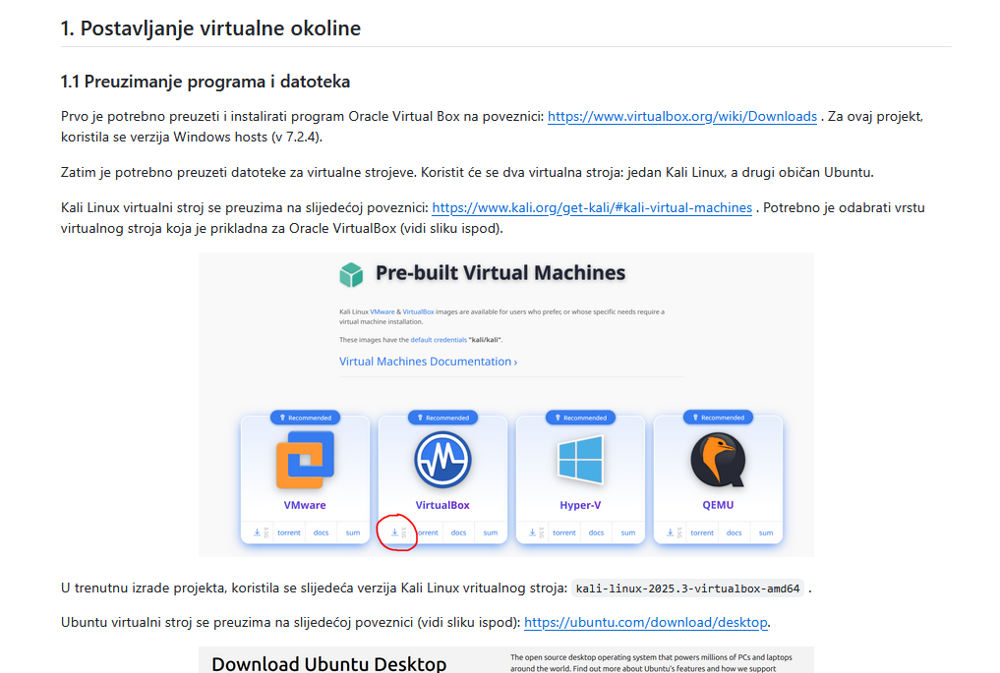 1. Postavljanje virtualne okoline
1.1 Preuzimanje programa i datoteka
Prvo je potrebno preuzeti i instalirati program Oracle Virtual Box na poveznici: https://www.virtualbox.org/wiki/Downloads . Za ovaj projekt,
koristila se verzija Windows hosts (v 7.2.4).
Zatim je potrebno preuzeti datoteke za virtualne strojeve. Koristit će se dva virtualna stroja: jedan Kali Linux, a drugi običan Ubuntu.
Kali Linux virtualni stroj se preuzima na slijedećoj poveznici: https://www.kali.org/get-kali/#kali-virtual-machines . Potrebno je odabrati vrstu
virtualnog stroja koja je prikladna za Oracle VirtualBox (vidi sliku ispod).
Pre-built Virtual Machines
Kali Linux VMware & VirtualBox images are available for users who prefer, or whose specific needs require a
virtual machine installation.
These images have the default credentials "kali/kali".
Virtual Machines Documentation ›
Recommended Recommended Recommended Recommended
VMware VirtualBox Hyper-V QEMU
torrent docs sum orrent docs sum torrent docs sum torrent docs sum
U trenutnu izrade projekta, koristila se slijedeća verzija Kali Linux vritualnog stroja: kali-linux-2025.3-virtualbox-amd64 .
Ubuntu virtualni stroj se preuzima na slijedećoj poveznici (vidi sliku ispod): https://ubuntu.com/download/desktop.
Download Ubuntu Desktop
The open source desktop operating system that powers millions of PCs and laptops
around the world. Find out more about Ubuntu's features and how we support